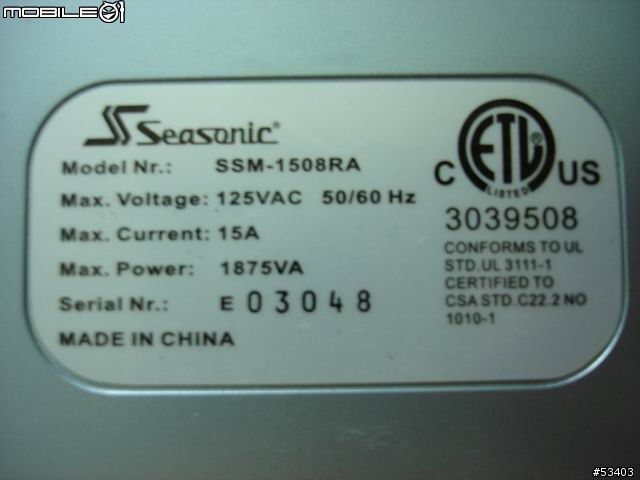 MOBILE01
SEASONIC®
Model Nr.: SSM-1508RA
Max. Voltage: 125VAC 50/60 Hz
Max. Current: 15A
Max. Power: 1875VA
Serial Nr.: E 03048
MADE IN CHINA
C ETL US
LISTED
3039508
CONFORMS TO UL
STD.UL 3111-1
CERTIFIED TO
CSA STD.C22.2 NO
1010-1
#53403